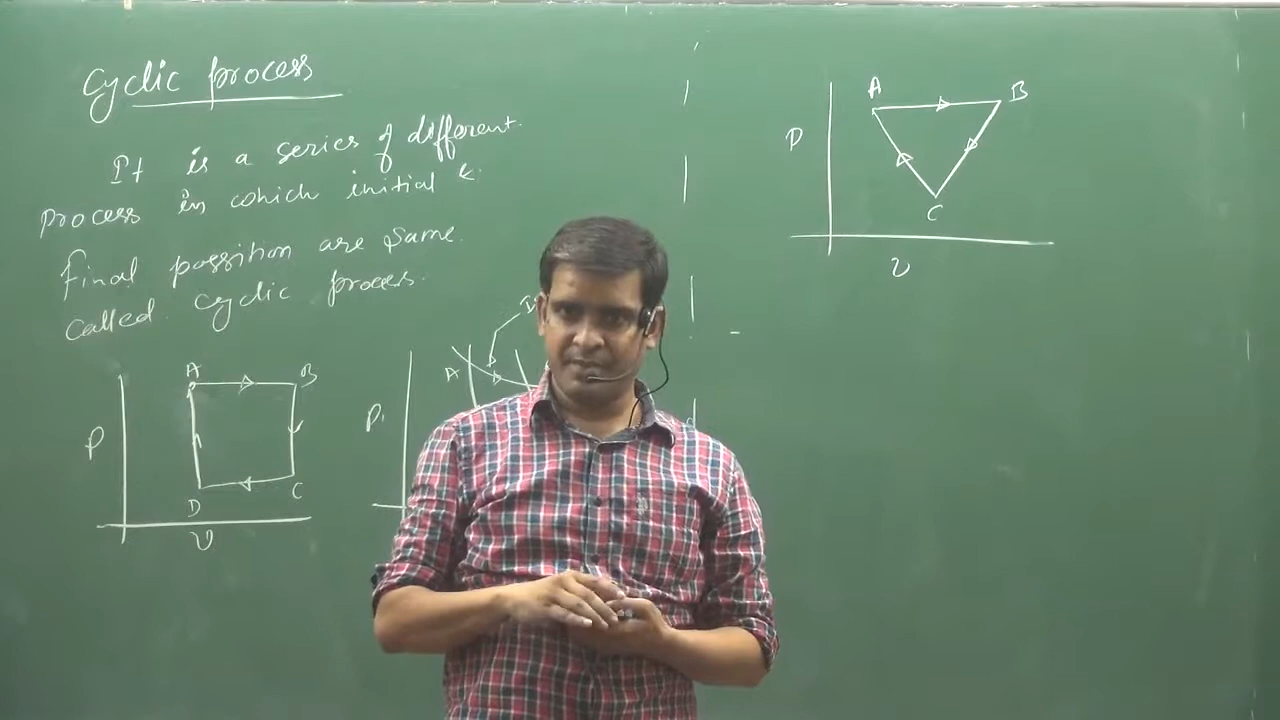 Cyclic process
It is a series of different
process in which initial &
final possition are same
called cyclic process.
A B
P
D C
V
A
P
A B
P
C
V